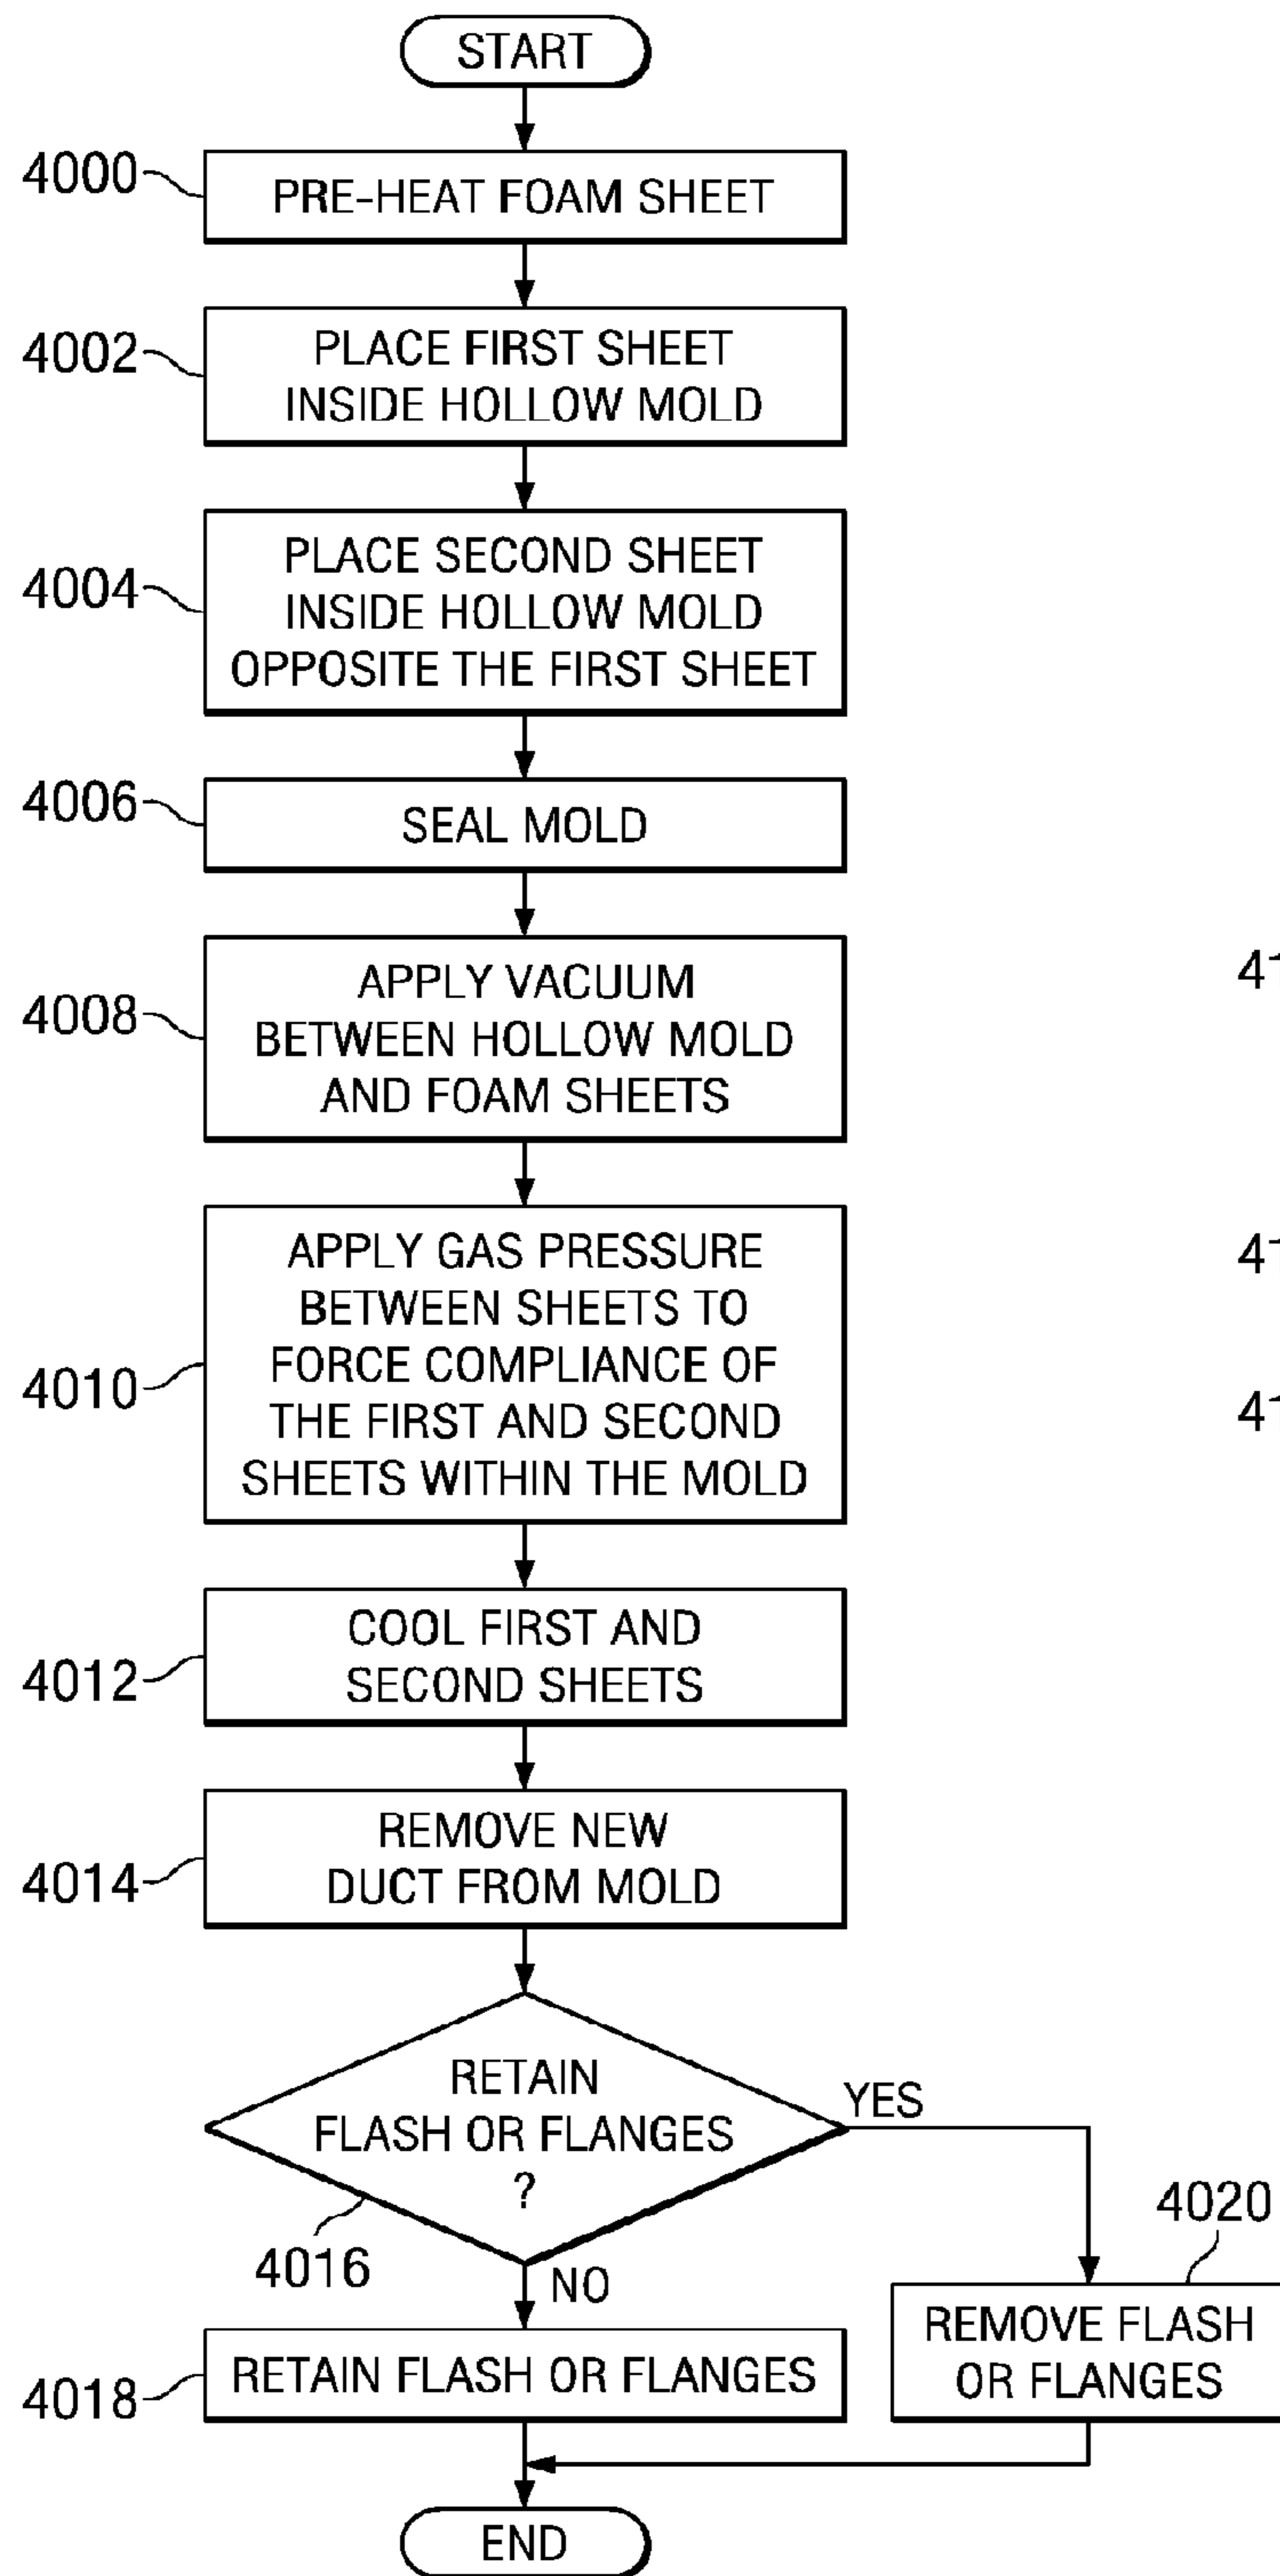 START
4000
PRE-HEAT FOAM SHEET
4002
PLACE FIRST SHEET
INSIDE HOLLOW MOLD
4004
PLACE SECOND SHEET
INSIDE HOLLOW MOLD
OPPOSITE THE FIRST SHEET
4006
SEAL MOLD
4008
APPLY VACUUM
BETWEEN HOLLOW MOLD
AND FOAM SHEETS
4010
APPLY GAS PRESSURE
BETWEEN SHEETS TO
FORCE COMPLIANCE OF
THE FIRST AND SECOND
SHEETS WITHIN THE MOLD
4012
COOL FIRST AND
SECOND SHEETS
4014
REMOVE NEW
DUCT FROM MOLD
RETAIN
FLASH OR FLANGES
?
YES
4016
NO
4020
REMOVE FLASH
OR FLANGES
4018
RETAIN FLASH OR FLANGES
END